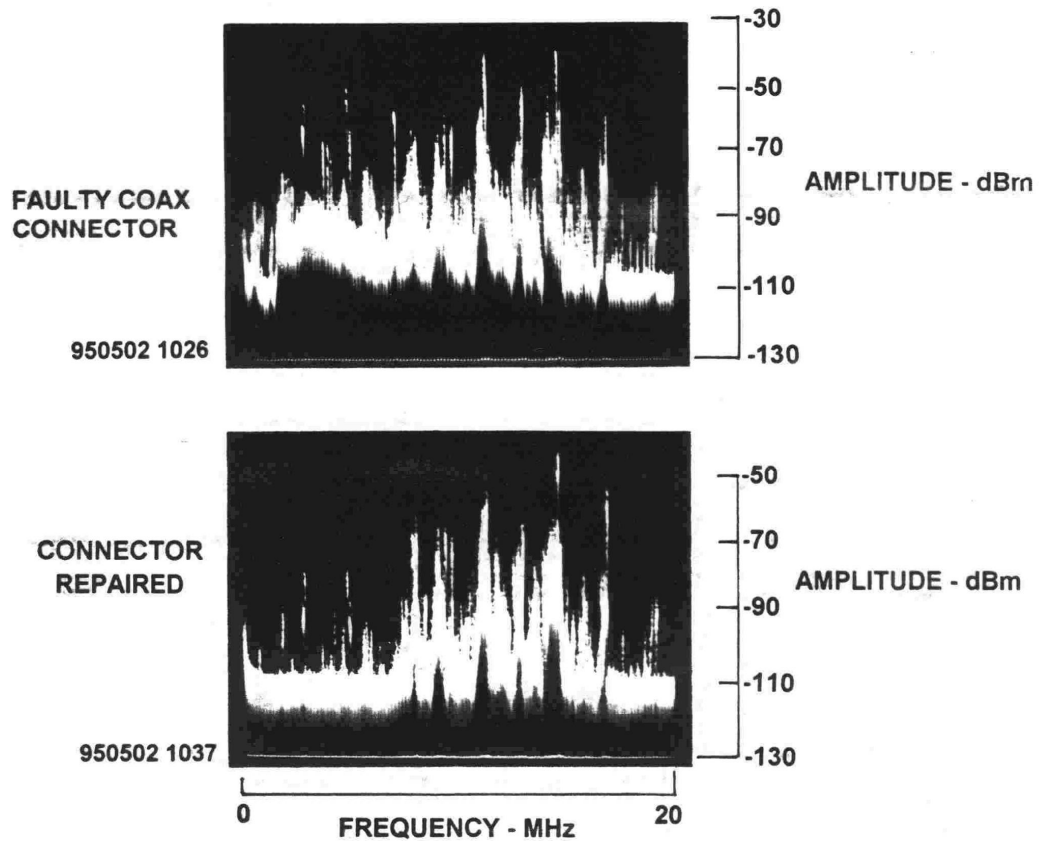 -30
-50
-70
AMPLITUDE - dBm
FAULTY COAX
CONNECTOR
-90
-110
950502 1026
-130
-50
CONNECTOR
REPAIRED
-70
AMPLITUDE - dBm
-90
-110
950502 1037
-130
0
20
FREQUENCY - MHz